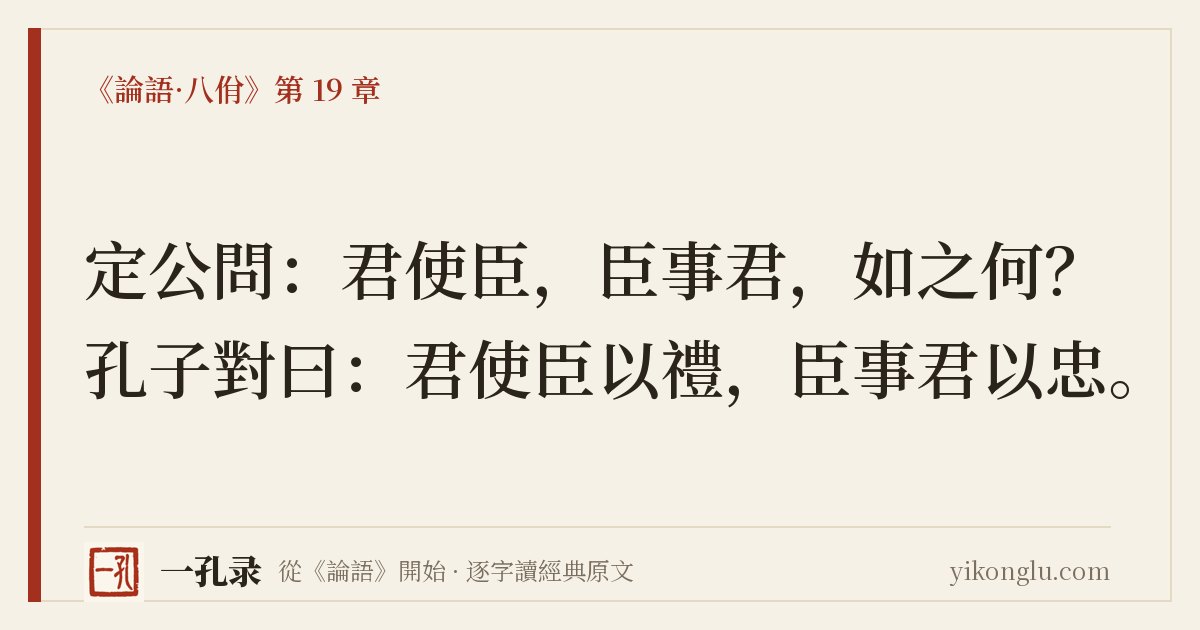 《論語·八佾》第 19 章
定公問：君使臣，臣事君，如之何？
孔子對曰：君使臣以禮，臣事君以忠。
一孔
一孔录 從《論語》開始 · 逐字讀經典原文 yikonglu.com